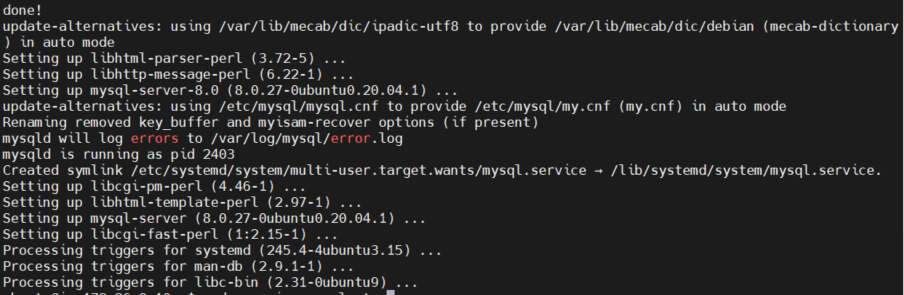 done!
update-alternatives: using /var/lib/mecab/dic/ipadic-utf8 to provide /var/lib/mecab/dic/debian (mecab-dictionary
) in auto mode
Setting up libhtml-parser-perl (3.72-5) ...
Setting up libhttp-message-perl (6.22-1) ...
Setting up mysql-server-8.0 (8.0.27-0ubuntu0.20.04.1) ...
update-alternatives: using /etc/mysql/mysql.cnf to provide /etc/mysql/my.cnf (my.cnf) in auto mode
Renaming removed key_buffer and myisam-recover options (if present)
mysqld will log errors to /var/log/mysql/error.log
mysqld is running as pid 2403
Created symlink /etc/systemd/system/multi-user.target.wants/mysql.service → /lib/systemd/system/mysql.service.
Setting up libcgi-pm-perl (4.46-1) ...
Setting up libhtml-template-perl (2.97-1) ...
Setting up mysql-server (8.0.27-0ubuntu0.20.04.1) ...
Setting up libcgi-fast-perl (1:2.15-1) ...
Processing triggers for systemd (245.4-4ubuntu3.15) ...
Processing triggers for man-db (2.9.1-1) ...
Processing triggers for libc-bin (2.31-0ubuntu9) ...